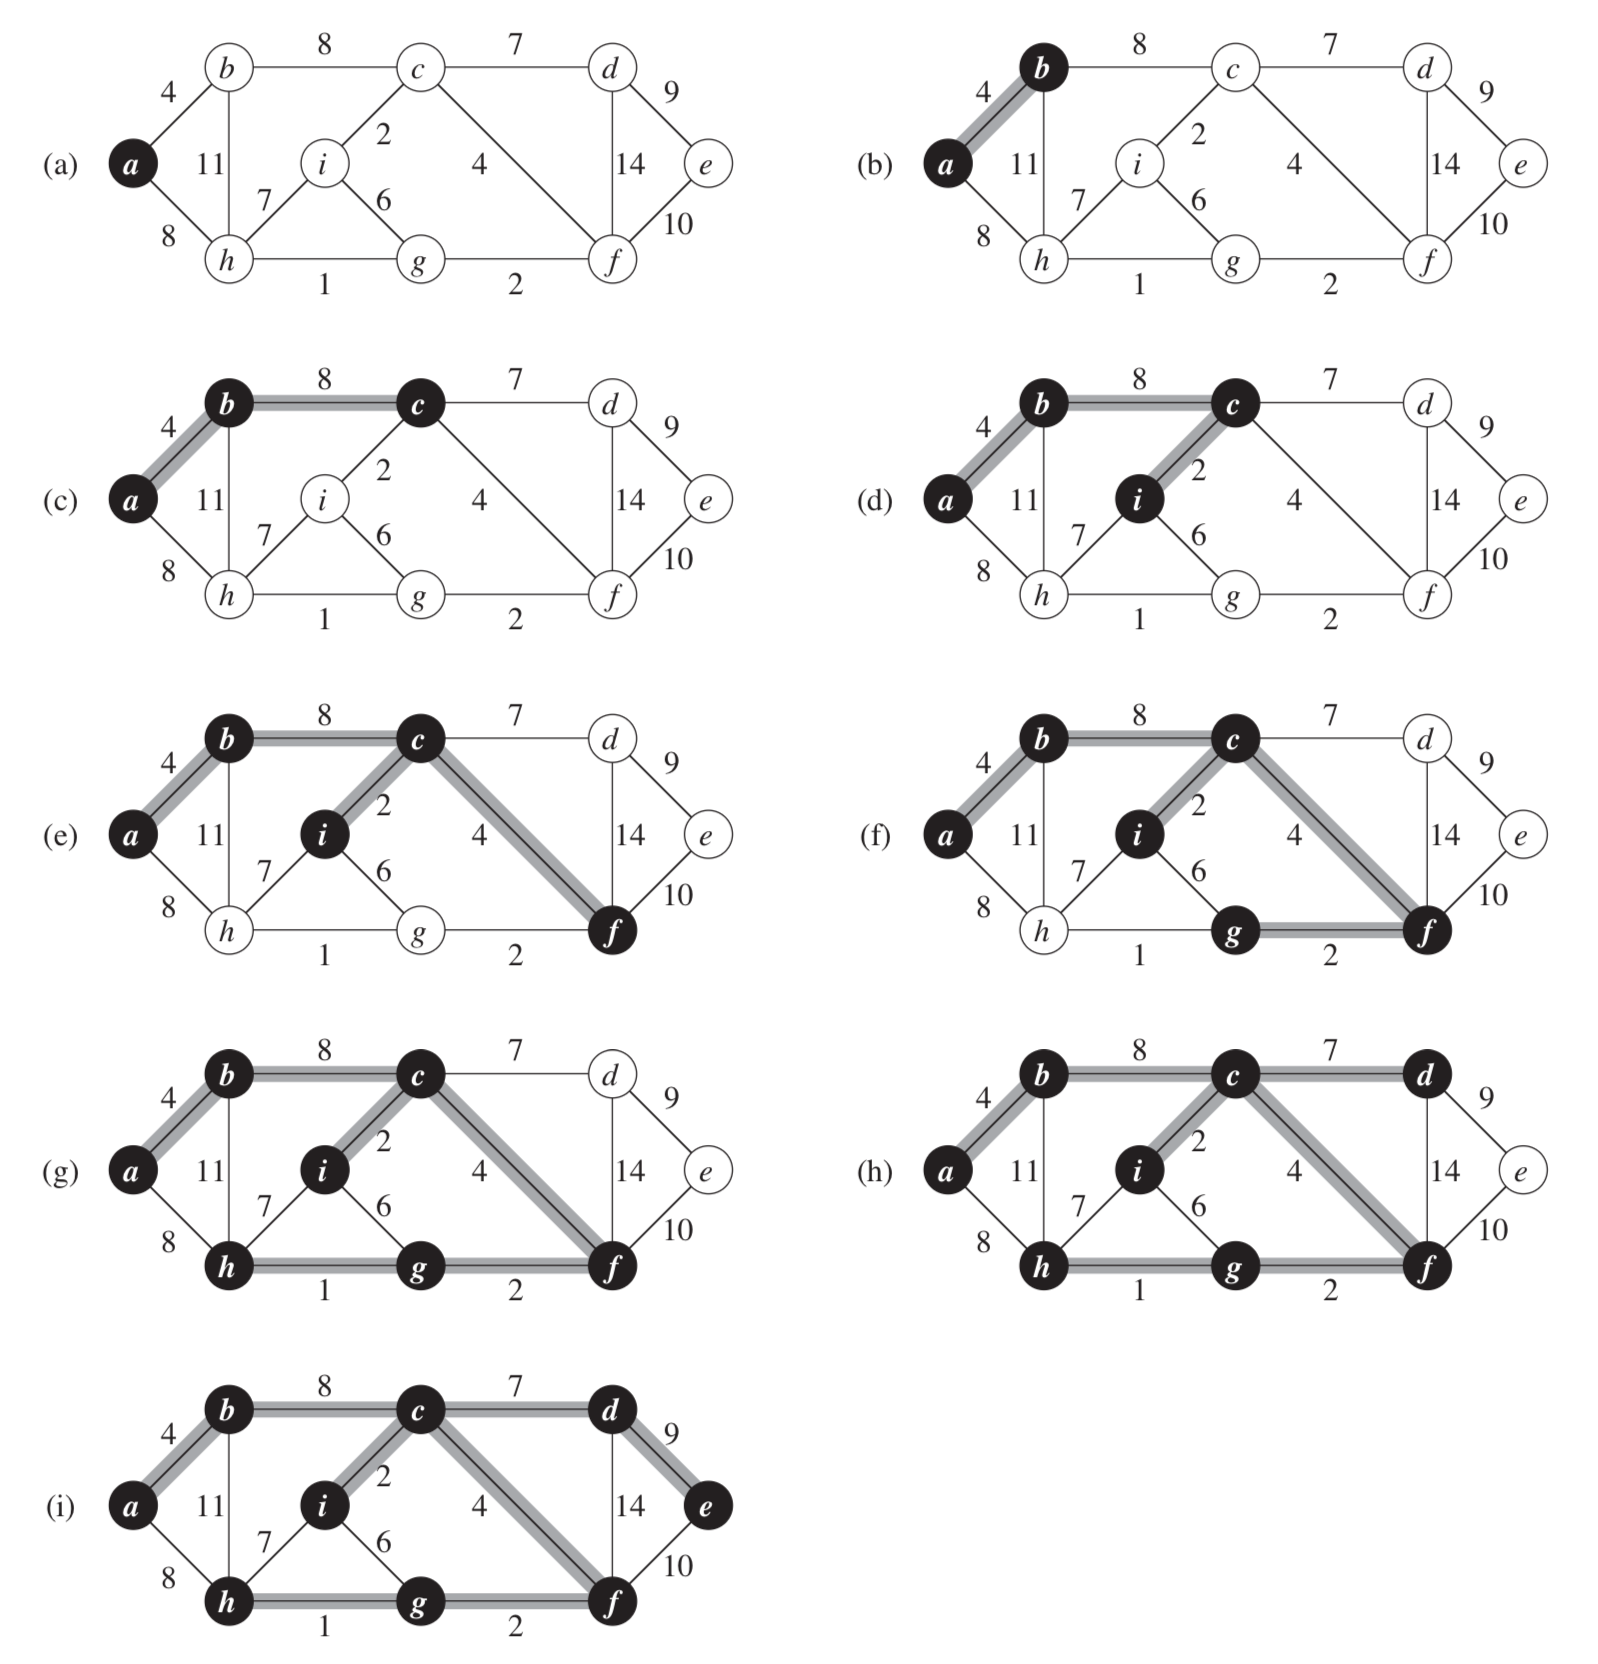 8 7 8 7
b c d b c d
4 9 4 9
2 2
(a) a 11 i 4 14 e (b) a 11 i 4 14 e
7 6 7 6
8 10 8 10
h g f h g f
1 2 1 2
8 7 8 7
b c d b c d
4 9 4 9
2 2
(c) a 11 i 4 14 e (d) a 11 i 4 14 e
7 6 7 6
8 10 8 10
h g f h g f
1 2 1 2
8 7 8 7
b c d b c d
4 9 4 9
2 2
(e) a 11 i 4 14 e (f) a 11 i 4 14 e
7 6 7 6
8 10 8 10
h g f h g f
1 2 1 2
8 7 8 7
b c d b c d
4 9 4 9
2 2
(g) a 11 i 4 14 e (h) a 11 i 4 14 e
7 6 7 6
8 10 8 10
h g f h g f
1 2 1 2
8 7
b c d
4 9
2
(i) a 11 i 4 14 e
7 6
8 10
h g f
1 2